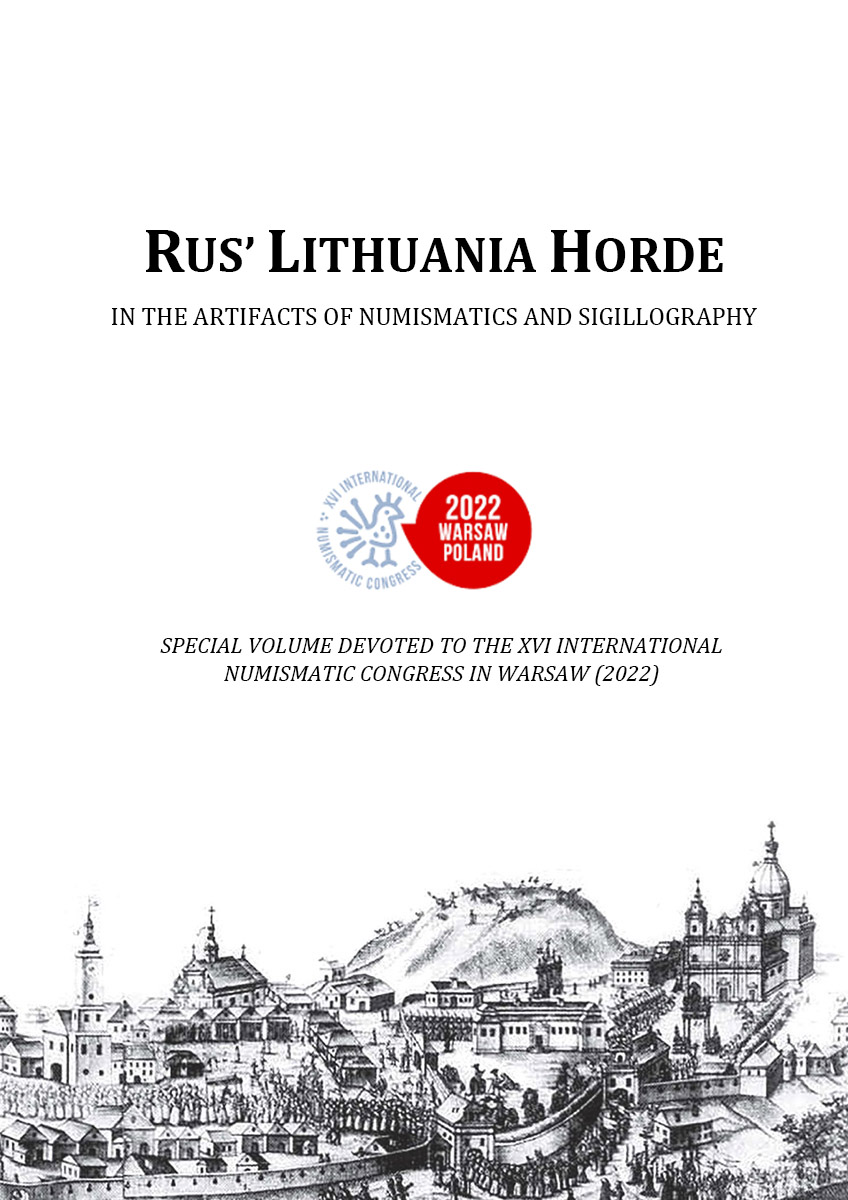 RUS’ LITHUANIA HORDE
IN THE ARTIFACTS OF NUMISMATICS AND SIGILLOGRAPHY
XVI INTERNATIONAL
NUMISMATIC CONGRESS
2022
WARSAW
POLAND
SPECIAL VOLUME DEVOTED TO THE XVI INTERNATIONAL
NUMISMATIC CONGRESS IN WARSAW (2022)